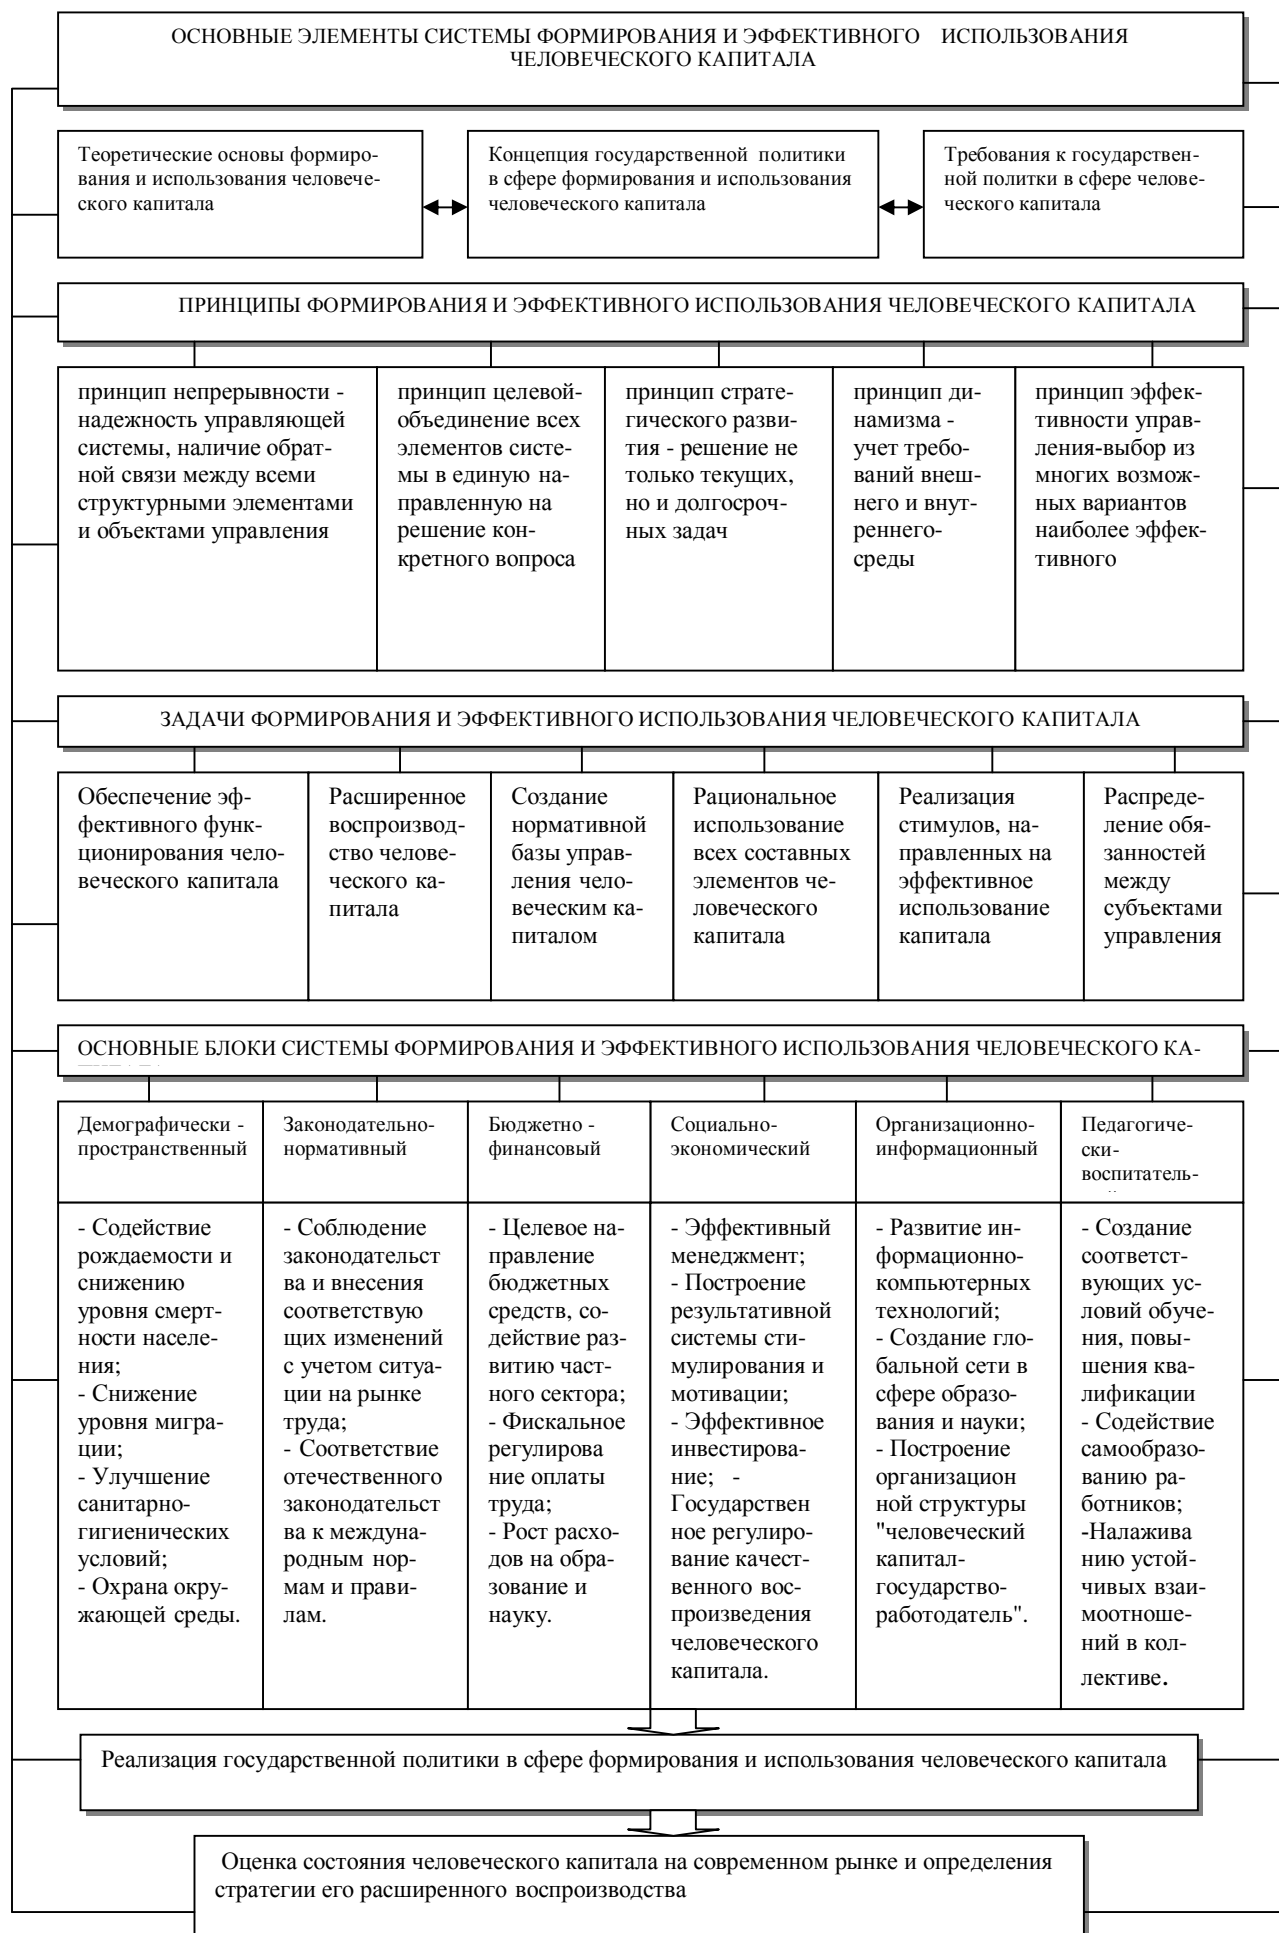 ОСНОВНЫЕ ЭЛЕМЕНТЫ СИСТЕМЫ ФОРМИРОВАНИЯ И ЭФФЕКТИВНОГО ИСПОЛЬЗОВАНИЯ
ЧЕЛОВЕЧЕСКОГО КАПИТАЛА
Теоретические основы формиро-
вания и использования человече-
ского капитала
Концепция государственной политики
в сфере формирования и использования
человеческого капитала
Требования к государствен-
ной политки в сфере челове-
ческого капитала
ПРИНЦИПЫ ФОРМИРОВАНИЯ И ЭФФЕКТИВНОГО ИСПОЛЬЗОВАНИЯ ЧЕЛОВЕЧЕСКОГО КАПИТАЛА
принцип непрерывности -
надежность управляющей
системы, наличие обрат-
ной связи между всеми
структурными элементами
и объектами управления
принцип целевой-
объединение всех
элементов систе-
мы в единую на-
правленную на
решение кон-
кретного вопроса
принцип страте-
гического разви-
тия - решение не
только текущих,
но и долгосроч-
ных задач
принцип ди-
намизма -
учет требо-
ваний внеш-
него и внут-
реннего-
среды
принцип эффек-
тивности управ-
ления-выбор из
многих возмож-
ных вариантов
наиболее эффек-
тивного
ЗАДАЧИ ФОРМИРОВАНИЯ И ЭФФЕКТИВНОГО ИСПОЛЬЗОВАНИЯ ЧЕЛОВЕЧЕСКОГО КАПИТАЛА
Обеспечение эф-
фективного функ-
ционирования чело-
веческого капитала
Расширенное
воспроизвод-
ство челове-
ческого ка-
питала
Создание
нормативной
базы управ-
ления чело-
веческим ка-
питалом
Рациональное
использование
всех составных
элементов че-
ловеческого
капитала
Реализация
стимулов, на-
правленных на
эффективное
использование
капитала
Распреде-
ление обя-
занностей
между
субъектами
управления
ОСНОВНЫЕ БЛОКИ СИСТЕМЫ ФОРМИРОВАНИЯ И ЭФФЕКТИВНОГО ИСПОЛЬЗОВАНИЯ ЧЕЛОВЕЧЕСКОГО КА-
Демографически -
пространственный
Законодательно-
нормативный
Бюджетно -
финансовый
Социально-
экономический
Организационно-
информационный
Педагогиче-
ски-
воспитатель-
- Содействие
рождаемости и
снижению
уровня смерт-
ности населе-
ния;
- Снижение
уровня мигра-
ции;
- Улучшение
санитарно-
гигиенических
условий;
- Охрана окру-
жающей среды.
- Соблюдение
законодательст
ва и внесения
соответствую
щих изменений
с учетом ситуа-
ции на рынке
труда;
- Соответствие
отечественного
законодательст
ва к междуна-
родным нор-
мам и прави-
лам.
- Целевое на-
правление
бюджетных
средств, со-
действие раз-
витию част-
ного сектора;
- Фискальное
регулирова
ние оплаты
труда;
- Рост расхо-
дов на обра-
зование и
науку.
- Эффективный
менеджмент;
- Построение
результативной
системы сти-
мулирования и
мотивации;
- Эффективное
инвестирова-
ние; -
Государствен
ное регулиро-
вание качест-
венного вос-
произведения
человеческого
капитала.
- Развитие ин-
формационно-
компьютерных
технологий;
- Создание гло-
бальной сети в
сфере образо-
вания и науки;
- Построение
организацион
ной структуры
"человеческий
капитал-
государство-
работодатель".
- Создание
соответст-
вующих ус-
ловий обуче-
ния, повы-
шения ква-
лификации
- Содействие
самообразо-
ванию ра-
ботников;
-Налажива
нию устой-
чивых взаи-
моотноше-
ний в кол-
лективе.
Реализация государственной политики в сфере формирования и использования человеческого капитала
Оценка состояния человеческого капитала на современном рынке и определения
стратегии его расширенного воспроизводства